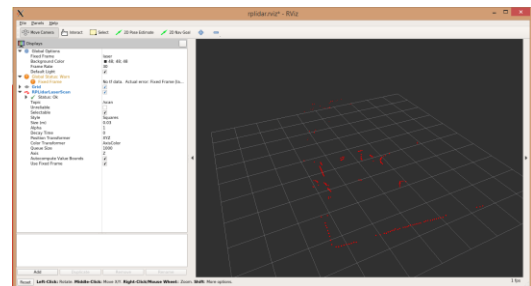 rplidar.rviz* - RViz
File Panels Help
Move Camera Interact Select 2D Pose Estimate 2D Nav Goal
Displays
Global Options
Fixed Frame laser
Background Color 48; 48; 48
Frame Rate 30
Default Light
Global Status: Warn
Fixed Frame No tf data. Actual error: Fixed Frame [la...
Grid
RPLidarLaserScan
Status: Ok
Topic /scan
Unreliable
Selectable
Style Squares
Size (m) 0.03
Alpha 1
Decay Time 0
Position Transformer XYZ
Color Transformer AxisColor
Queue Size 1000
Axis Z
Autocompute Value Bounds
Use Fixed Frame
Add
Reset Left-Click: Rotate. Middle-Click: Move X/Y. Right-Click/Mouse Wheel: Zoom. Shift: More options.